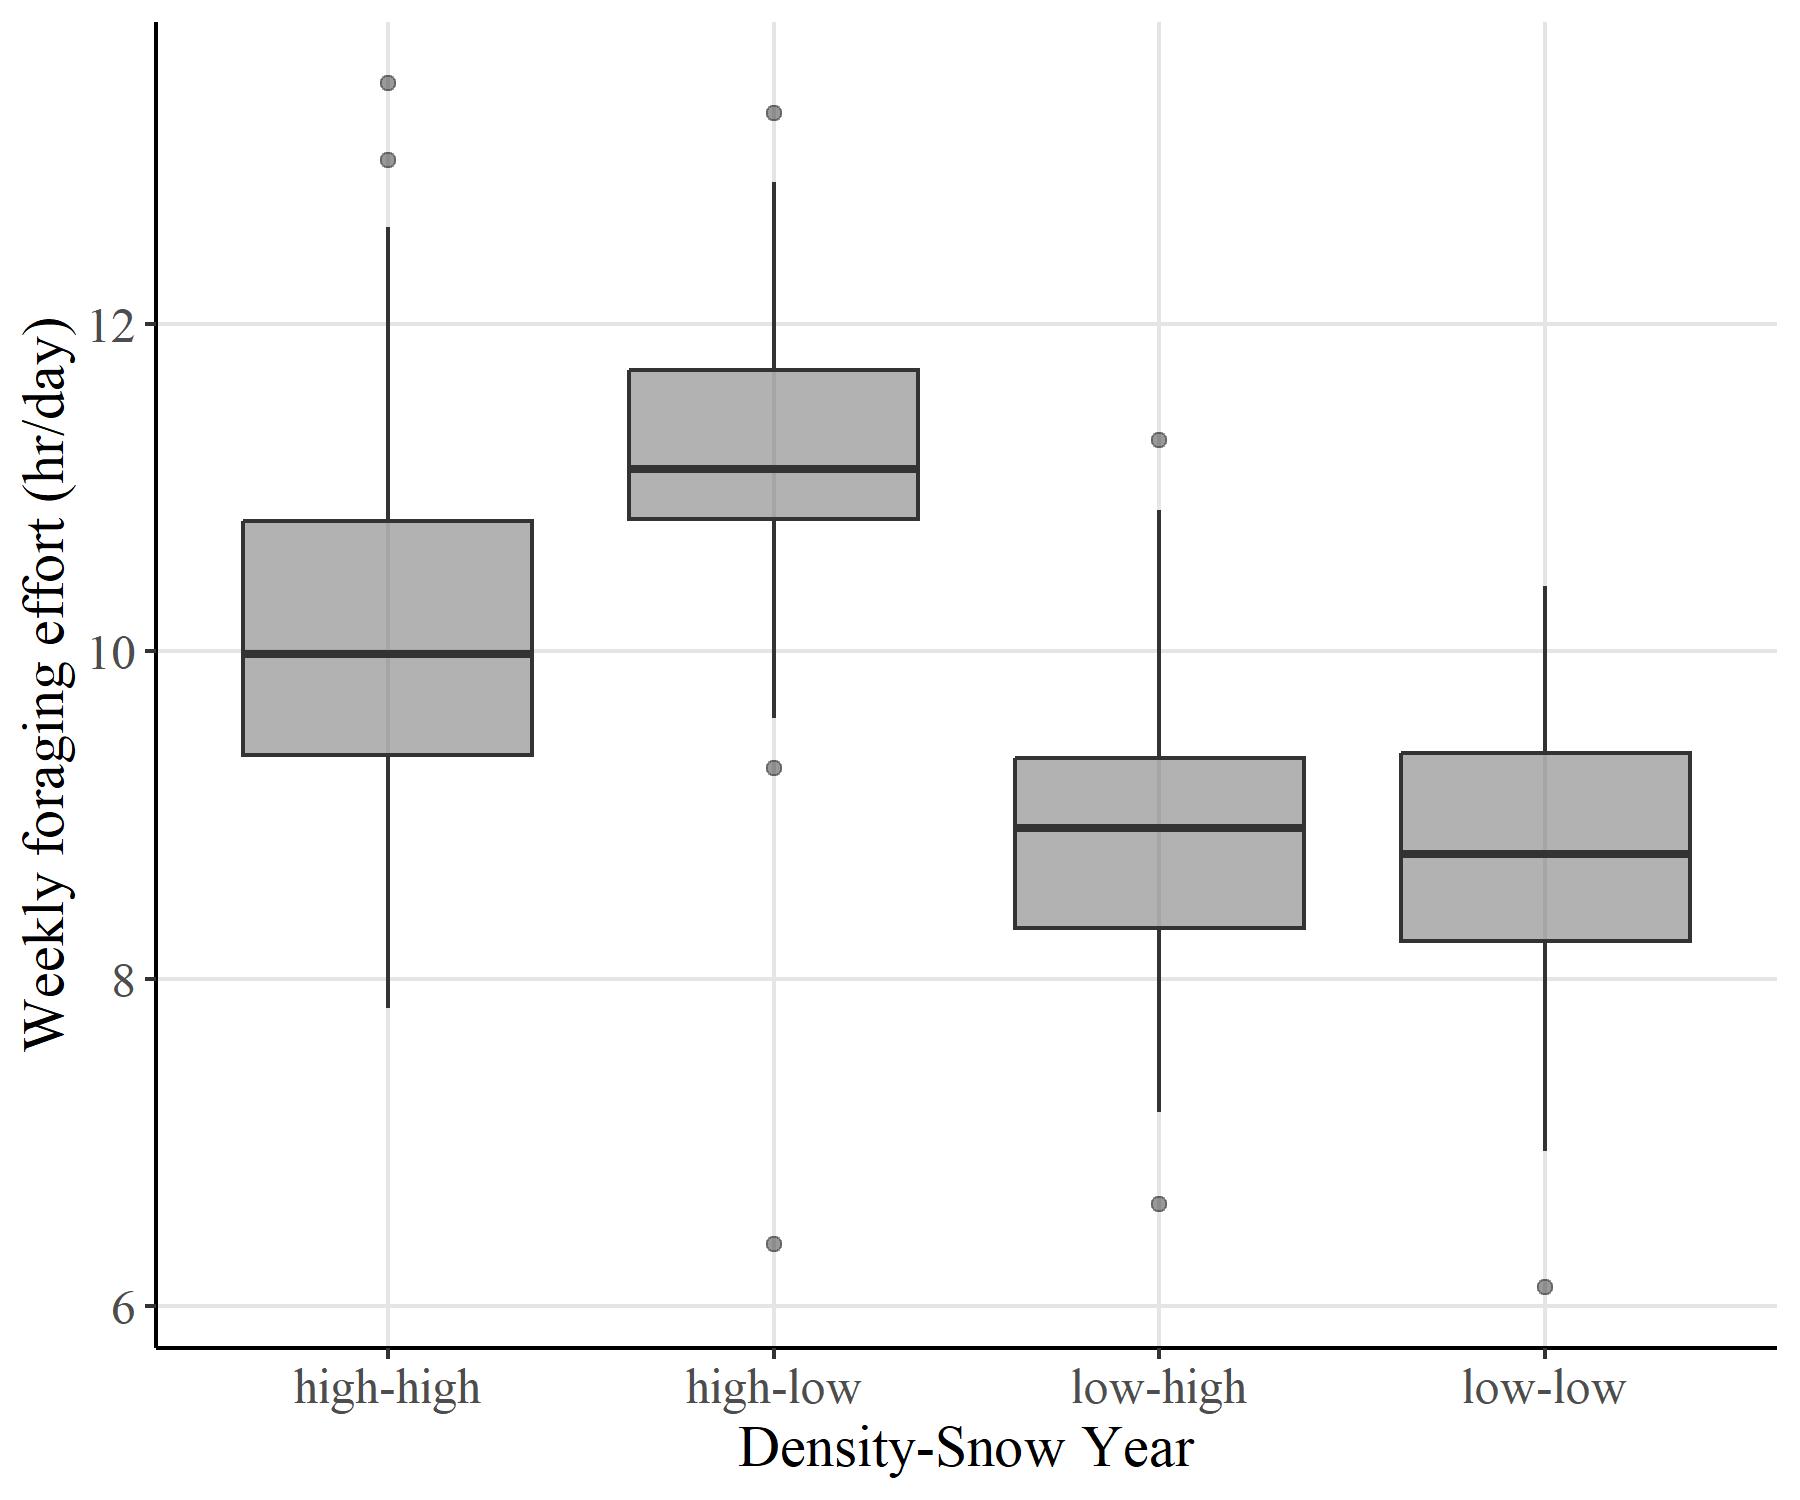 Weekly foraging effort (hr/day)
12
10
8
6
high-high
high-low
low-high
low-low
Density-Snow Year